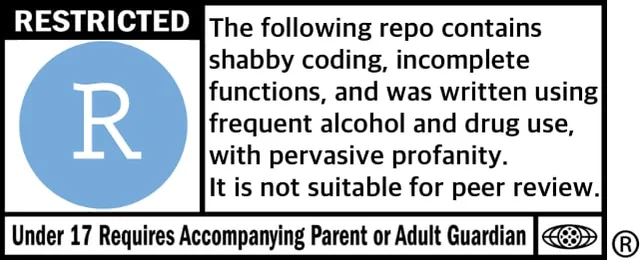 RESTRICTED
R
The following repo contains
shabby coding, incomplete
functions, and was written using
frequent alcohol and drug use,
with pervasive profanity.
It is not suitable for peer review.
Under 17 Requires Accompanying Parent or Adult Guardian
®